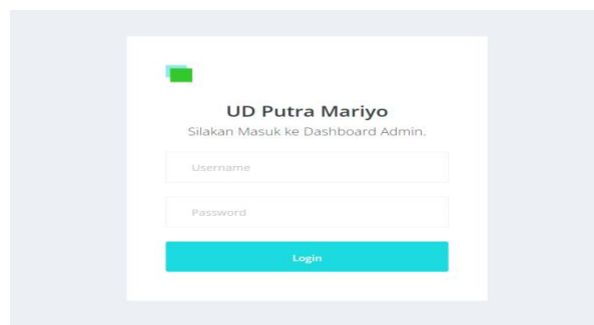 UD Putra Mariyo
Silakan Masuk ke Dashboard Admin.
Username
Password
Login